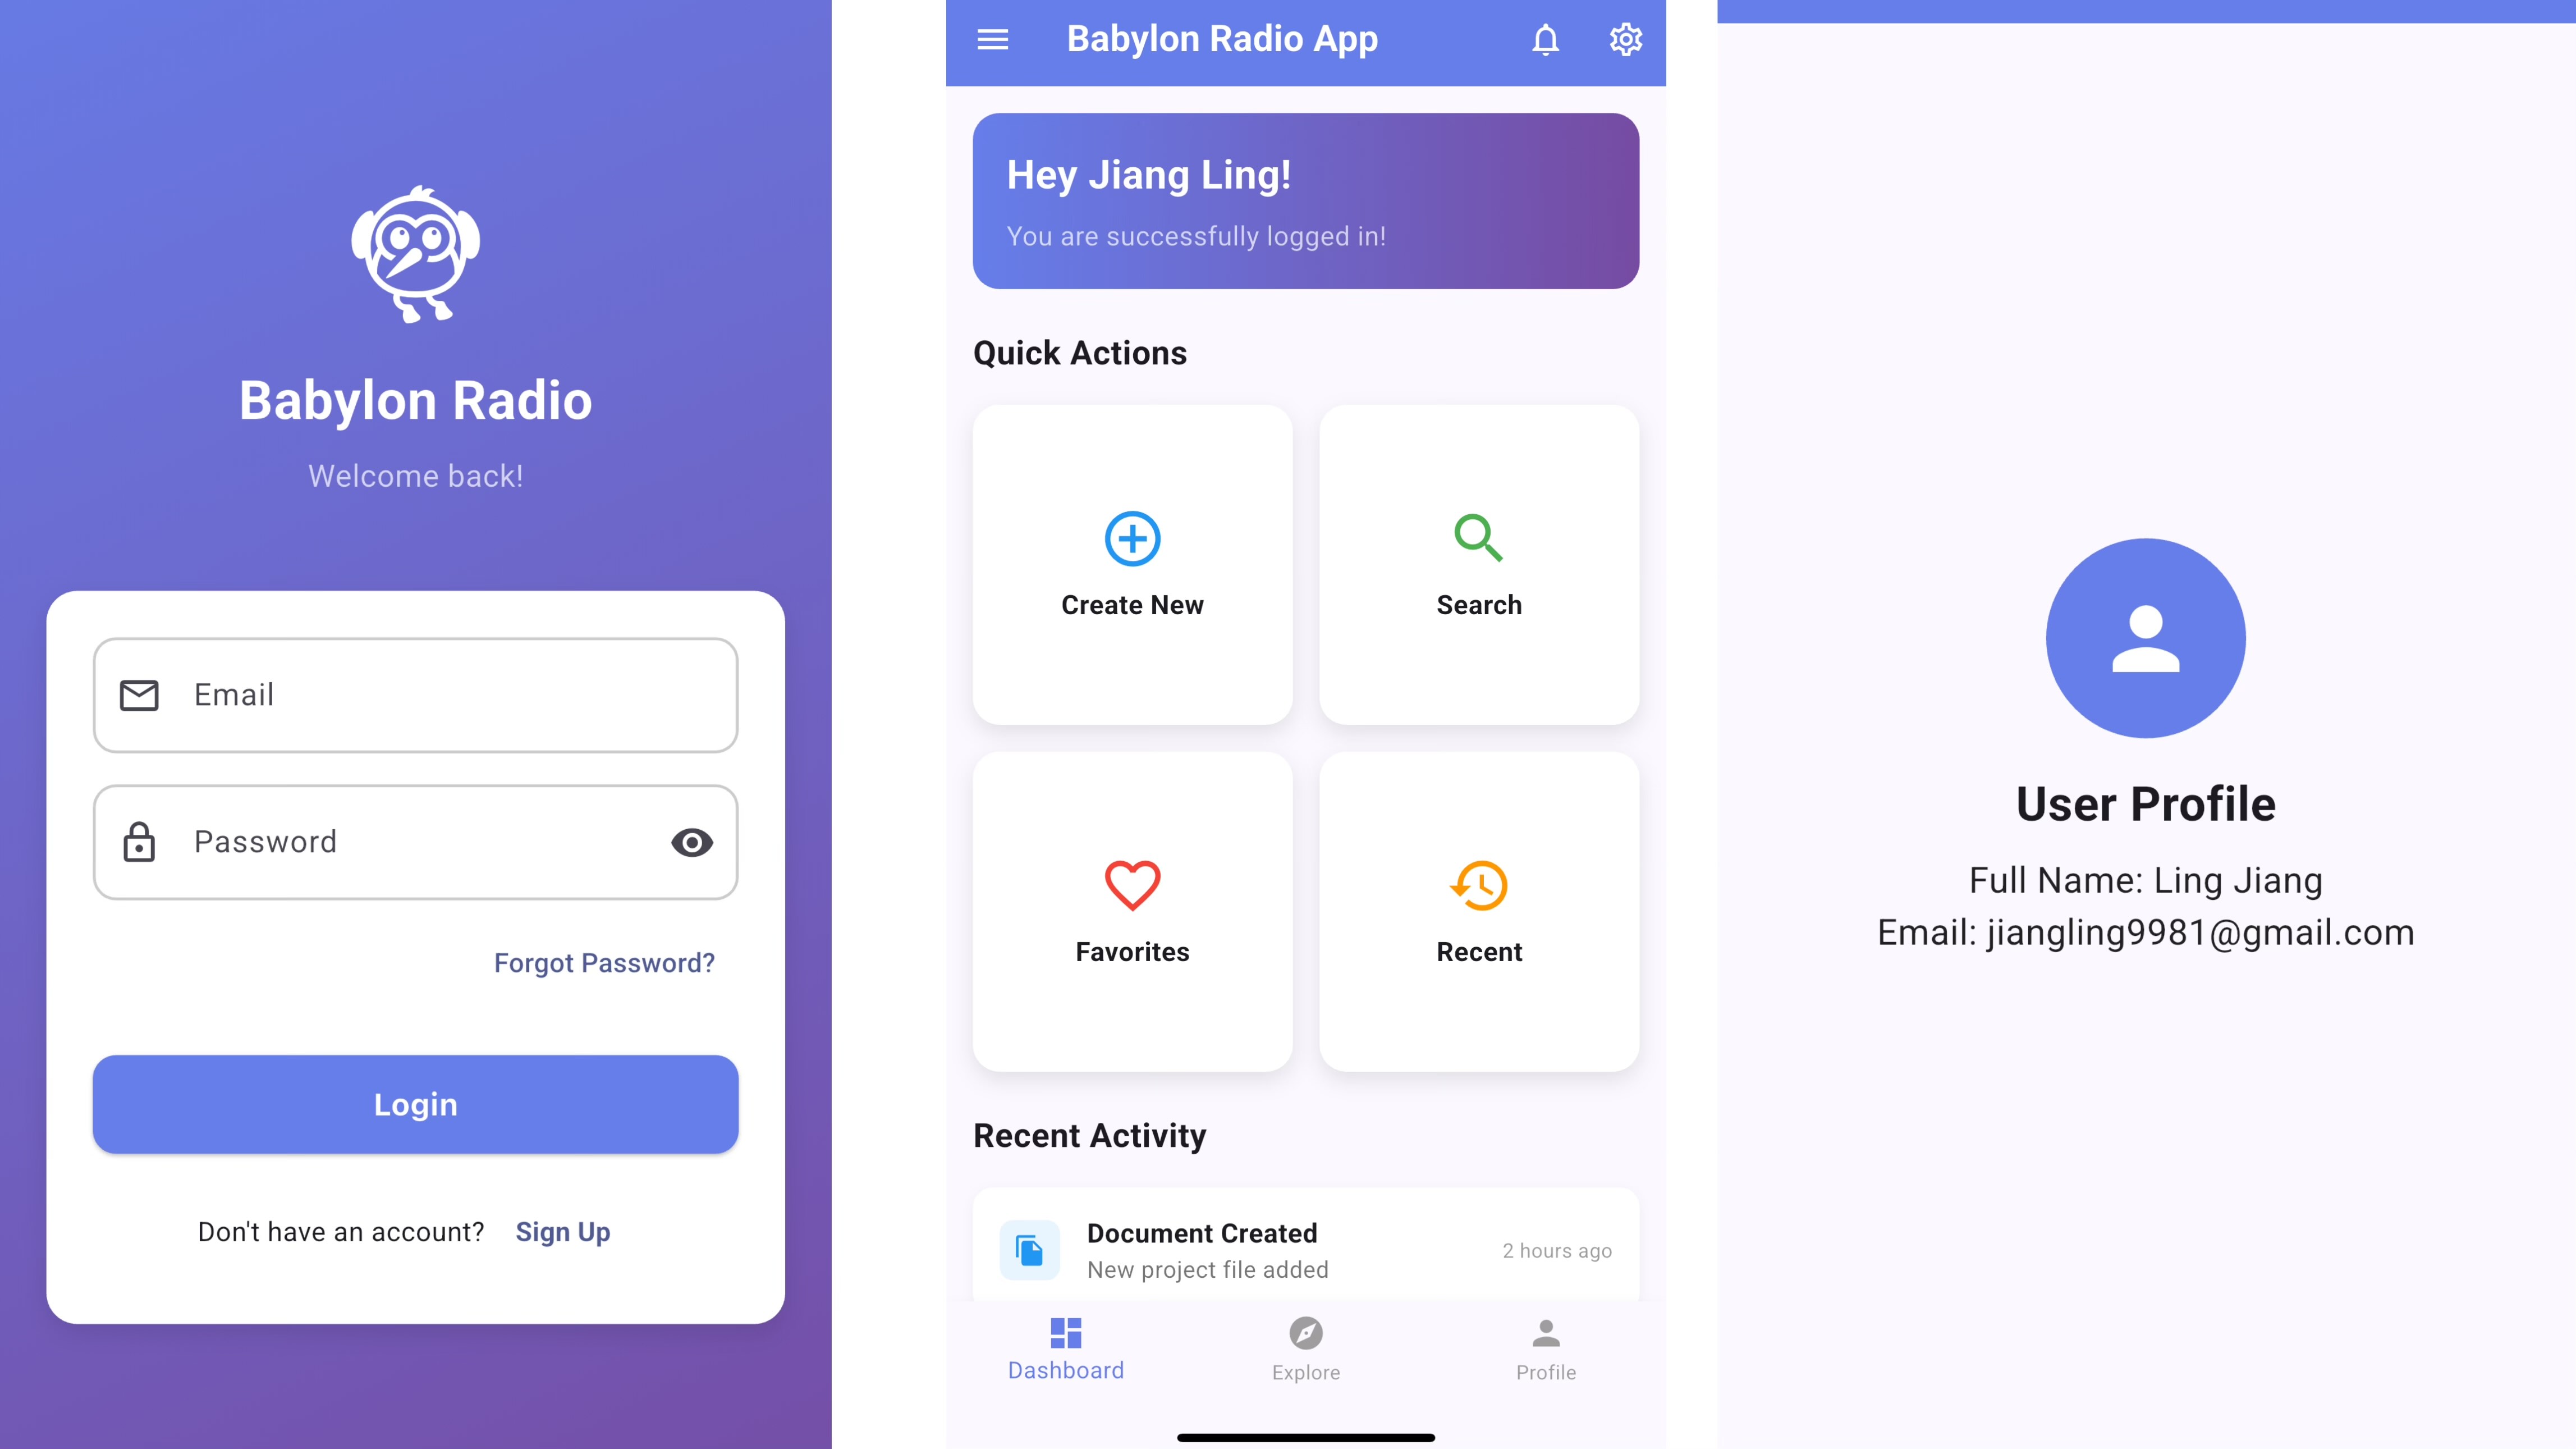 Babylon Radio
Welcome back!
Email
Password
Forgot Password?
Login
Don't have an account? Sign Up
Babylon Radio App
Hey Jiang Ling!
You are successfully logged in!
Quick Actions
Create New
Search
Favorites
Recent
Recent Activity
Document Created
New project file added
2 hours ago
Dashboard
Explore
Profile
User Profile
Full Name: Ling Jiang
Email: jiangling9981@gmail.com